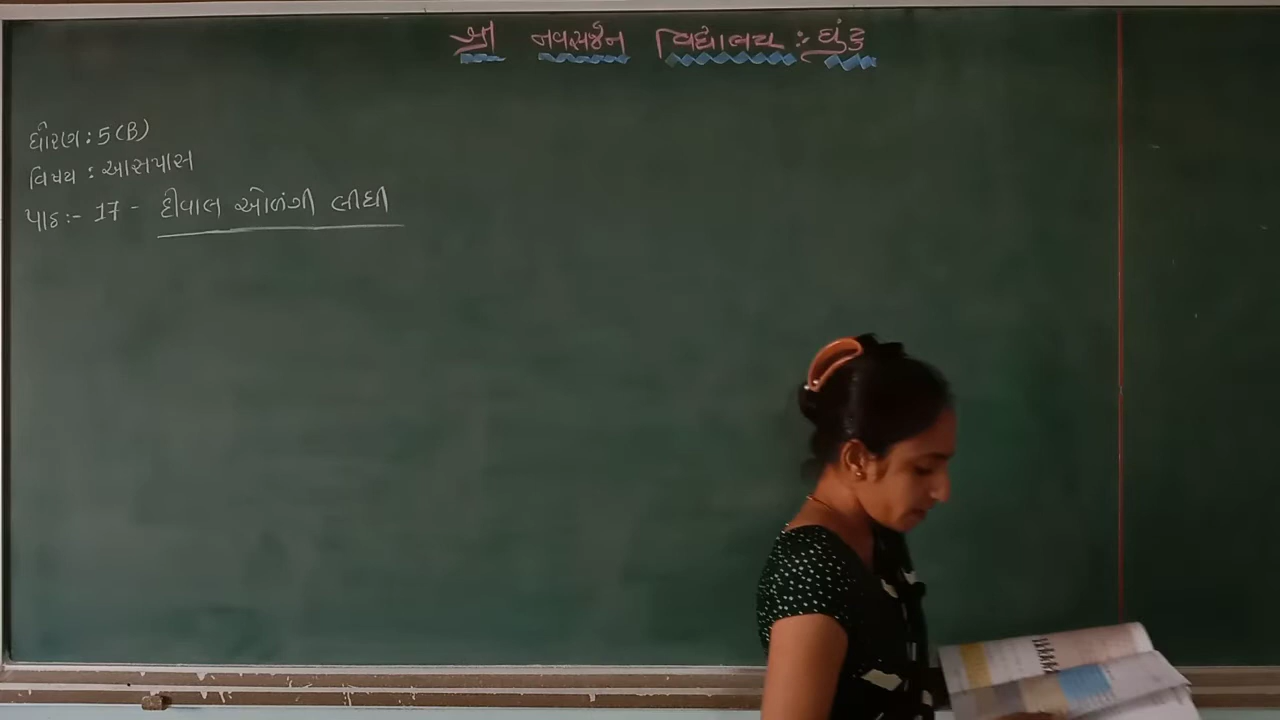 શ્રી નવસર્જન વિદ્યાલય :- ઘુંટુ
ધોરણ : 5 (B)
વિષય : આસપાસ
પાઠ :- 17 - દીવાલ ઓળંગી લીધી